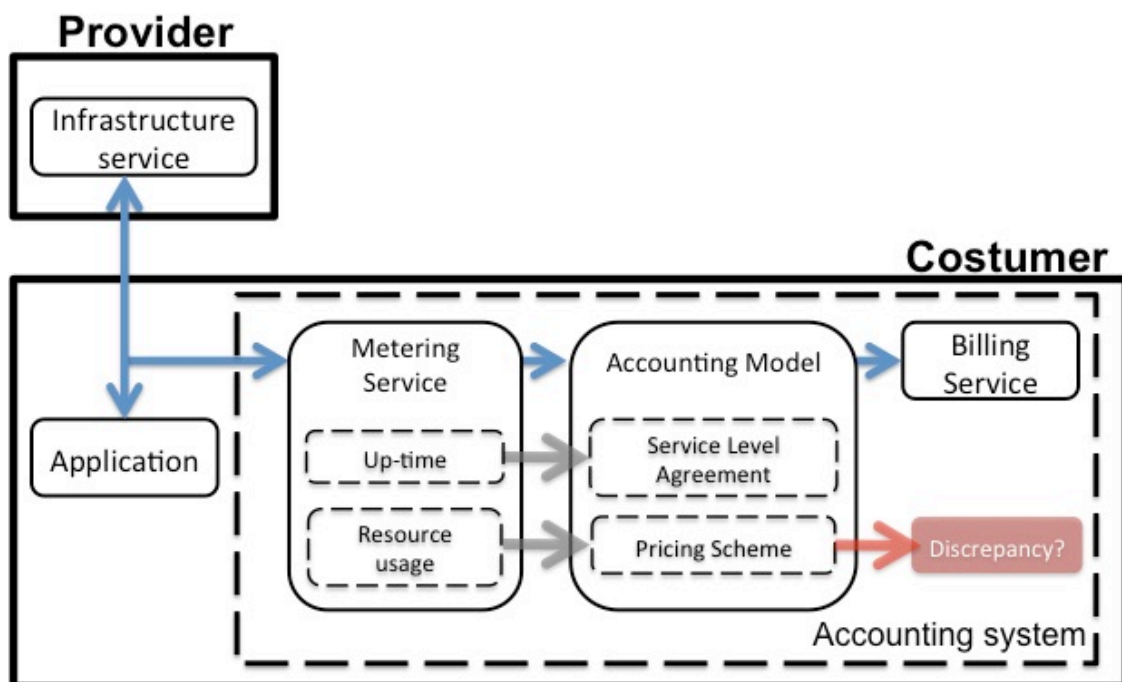 Provider
Infrastructure
service
Costumer
Metering
Service
Accounting Model
Billing
Service
Application
Up-time
Service Level
Agreement
Resource
usage
Pricing Scheme
Discrepancy?
Accounting system